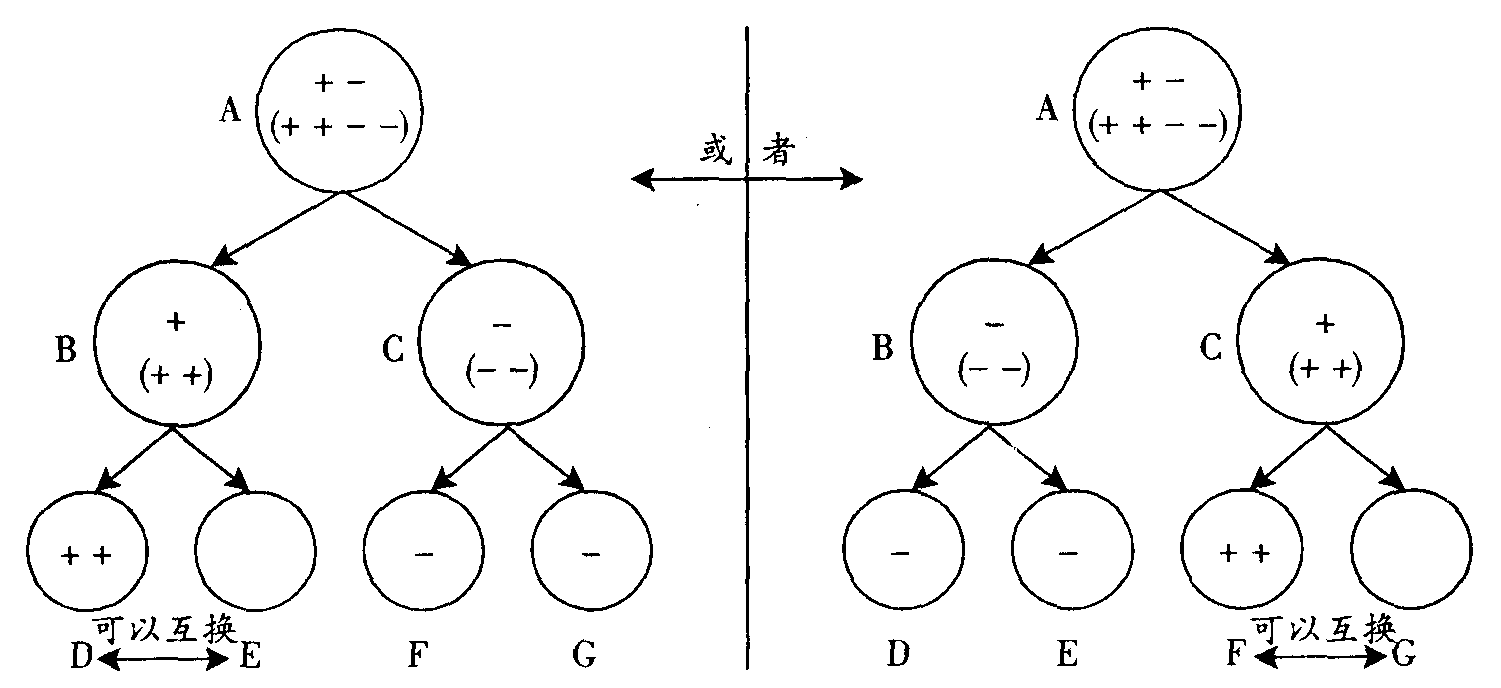 + − + −
A (+ + − −) A (+ + − −)
或者
+ − − +
B (+ +) C (− −) B (− −) C (+ +)
+ + − − − − + +
可以互换 可以互换
D E F G D E F G